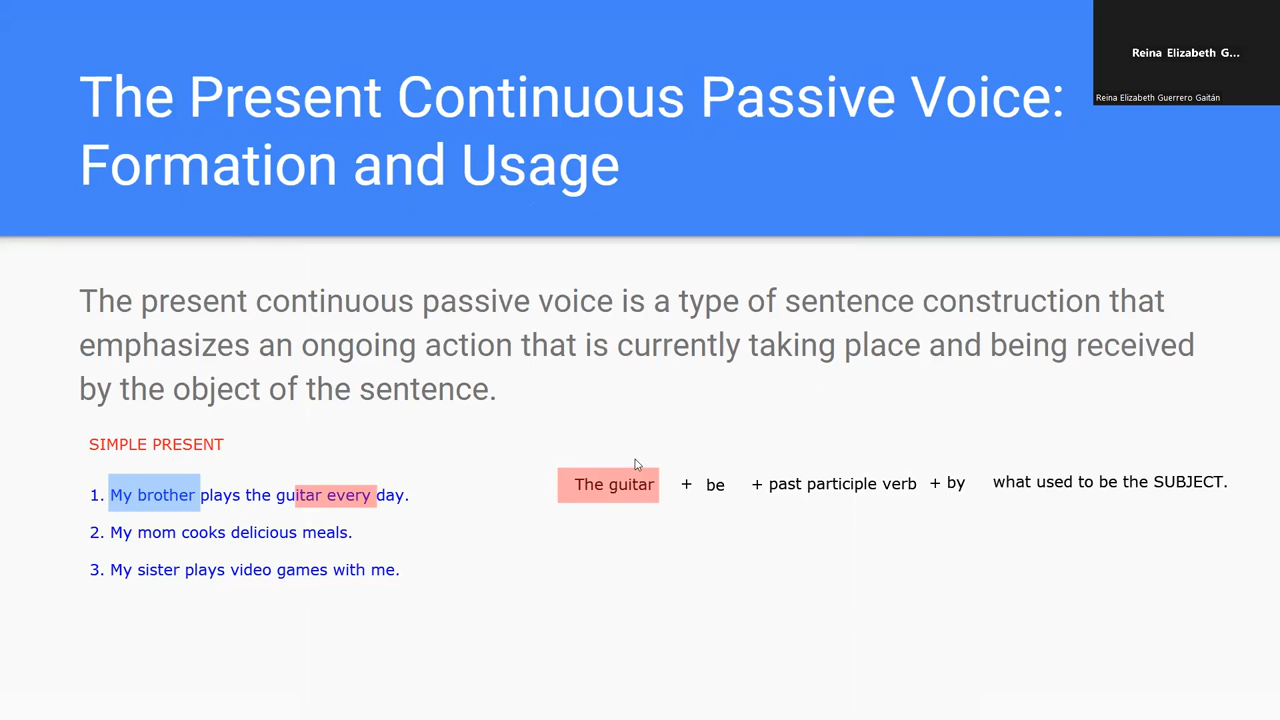 Reina Elizabeth G...
Reina Elizabeth Guerrero Gaitán
The Present Continuous Passive Voice:
Formation and Usage
The present continuous passive voice is a type of sentence construction that
emphasizes an ongoing action that is currently taking place and being received
by the object of the sentence.
SIMPLE PRESENT
1. My brother plays the guitar every day.
2. My mom cooks delicious meals.
3. My sister plays video games with me.
The guitar + be + past participle verb + by what used to be the SUBJECT.